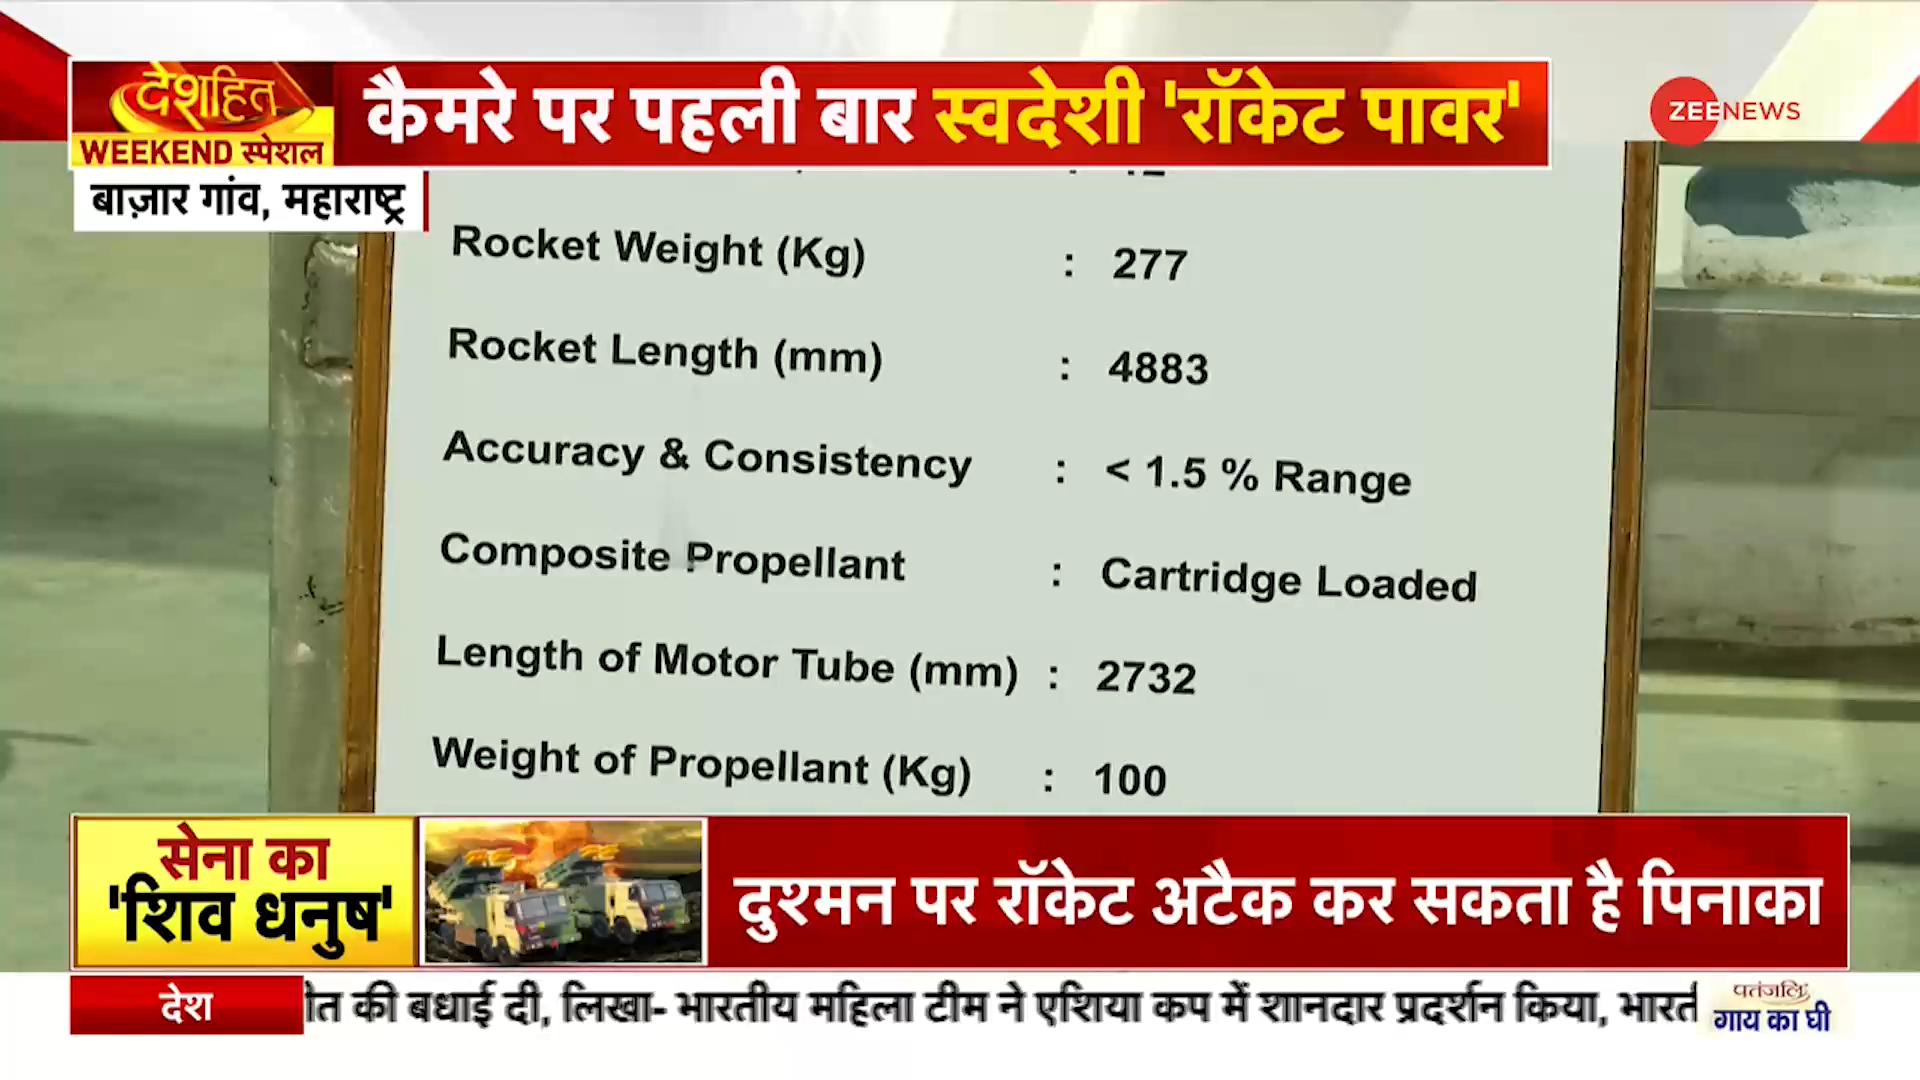 देशहित
WEEKEND स्पेशल
कैमरे पर पहली बार स्वदेशी 'रॉकेट पावर'
ZEENEWS
बाज़ार गांव, महाराष्ट्र
Rocket Weight (Kg) : 277
Rocket Length (mm) : 4883
Accuracy & Consistency : < 1.5 % Range
Composite Propellant : Cartridge Loaded
Length of Motor Tube (mm) : 2732
Weight of Propellant (Kg) : 100
सेना का
'शिव धनुष'
दुश्मन पर रॉकेट अटैक कर सकता है पिनाका
देश
की बधाई दी, लिखा- भारतीय महिला टीम ने एशिया कप में शानदार प्रदर्शन किया,
पतंजलि
गाय का घी